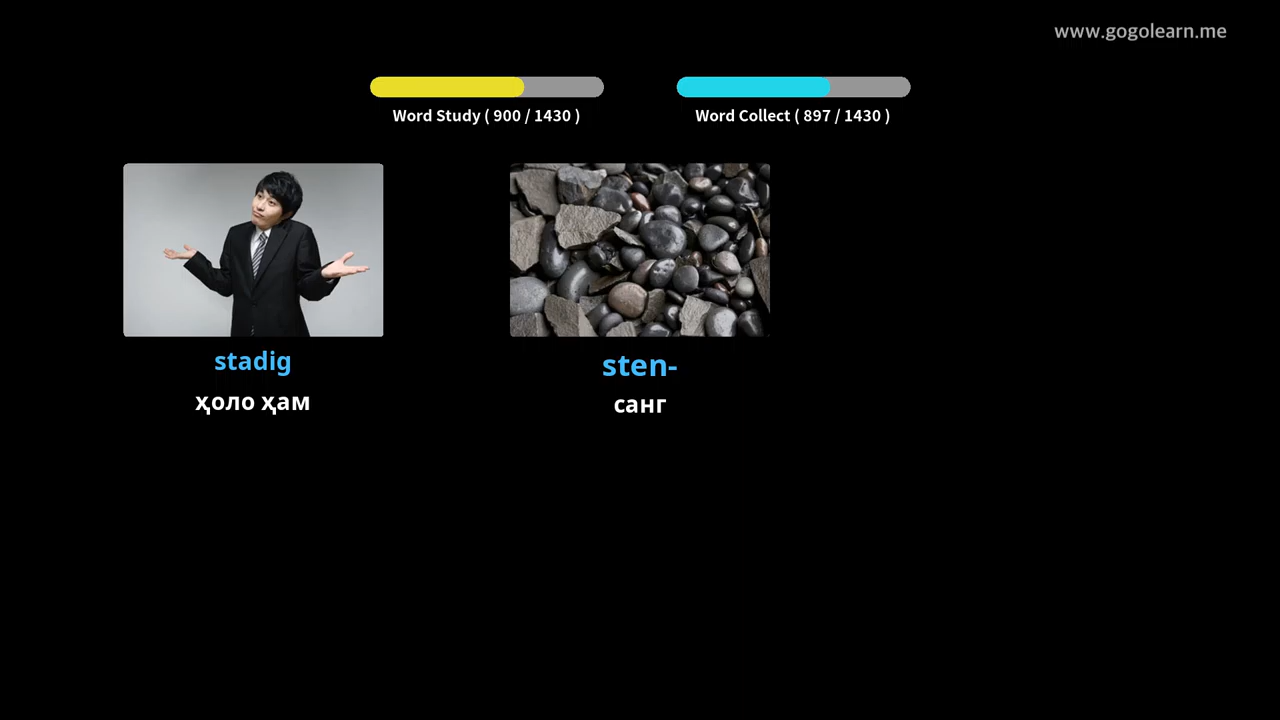 www.gogolearn.me
Word Study ( 900 / 1430 )
Word Collect ( 897 / 1430 )
stadig
ҳоло ҳам
sten-
санг